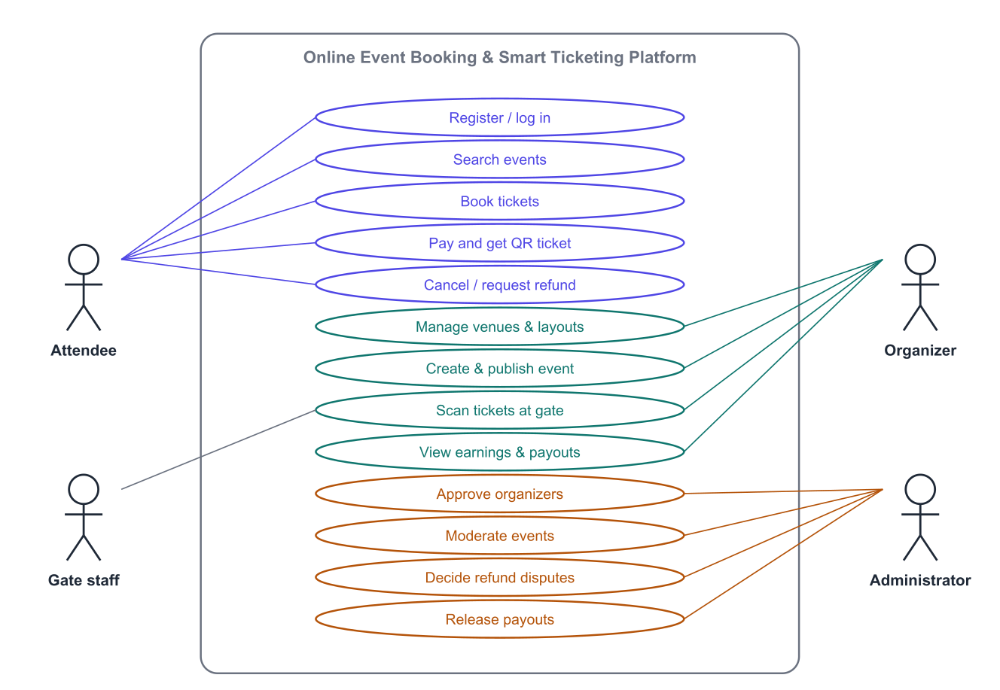 Online Event Booking & Smart Ticketing Platform
Register / log in
Search events
Book tickets
Pay and get QR ticket
Cancel / request refund
Manage venues & layouts
Create & publish event
Scan tickets at gate
View earnings & payouts
Approve organizers
Moderate events
Decide refund disputes
Release payouts
Attendee
Gate staff
Organizer
Administrator